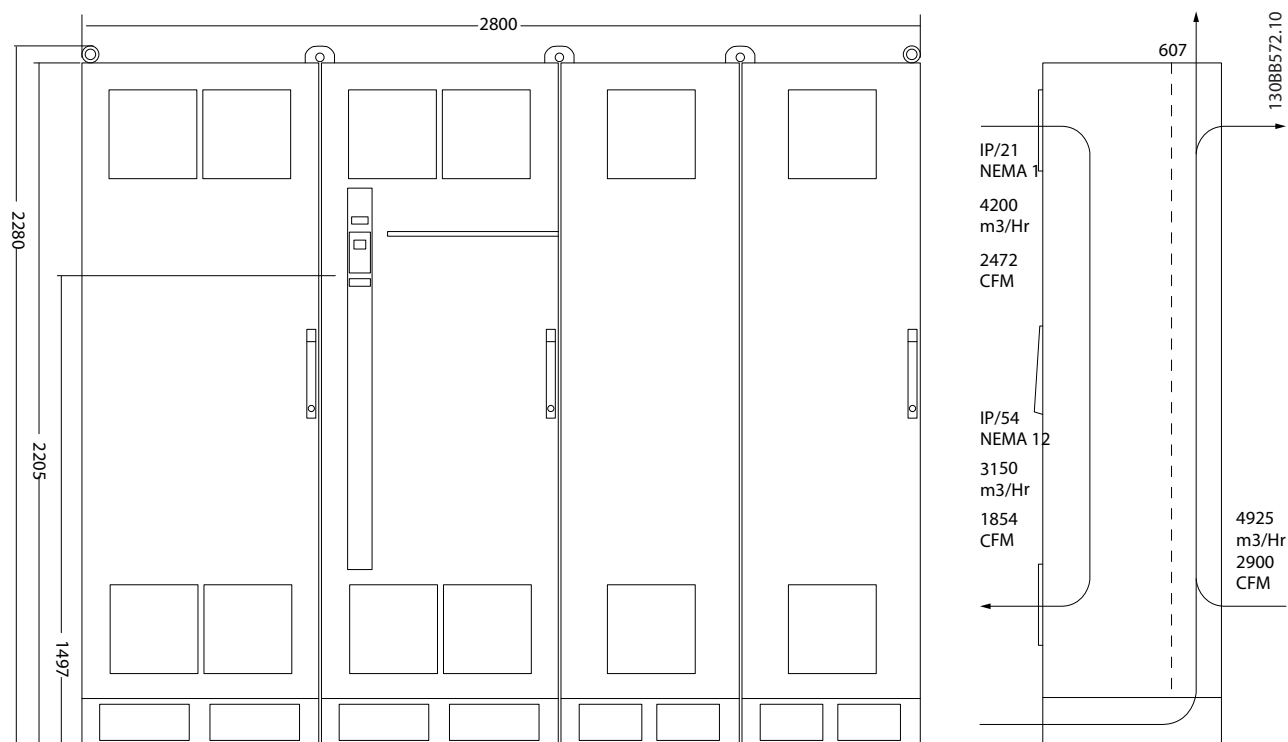 2800
2280
2205
1497
607
130BB572.10
IP/21
NEMA 1
4200
m3/Hr
2472
CFM
IP/54
NEMA 12
3150
m3/Hr
1854
CFM
4925
m3/Hr
2900
CFM